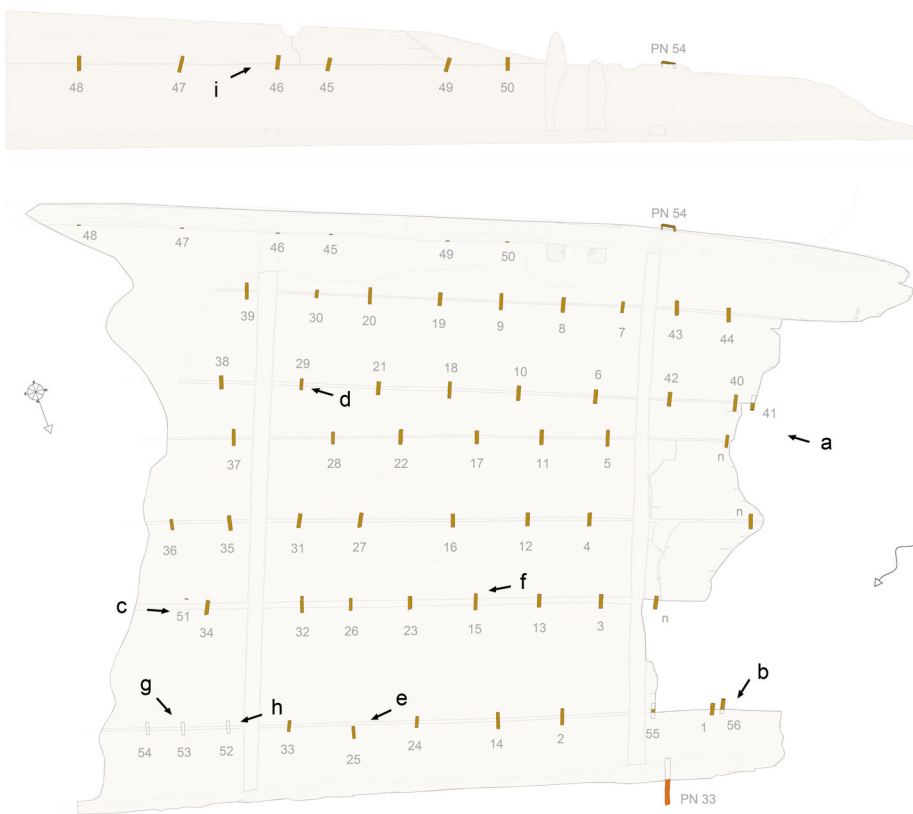 PN 54
48 47 i 46 45 49 50
PN 54
48 47 46 45 49 50
39 30 20 19 9 8 7 43 44
38 29 21 18 10 6 42 40
d 41
a
37 28 22 17 11 5 n
n
36 35 31 27 16 12 4
f
c 51
34 32 26 23 15 13 3 n
g h e b
54 53 52 33 25 24 14 2 55 1 56
PN 33